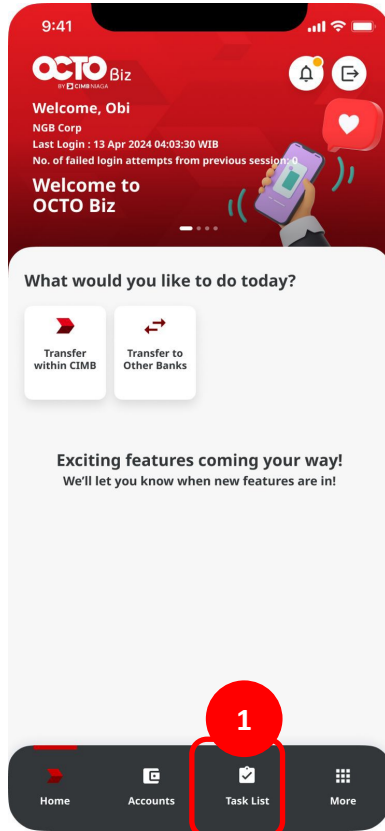 9:41
OCTO Biz
BY CIMB NIAGA
Welcome, Obi
NGB Corp
Last Login : 13 Apr 2024 04:03:30 WIB
No. of failed login attempts from previous session: 0
Welcome to
OCTO Biz
What would you like to do today?
Transfer
within CIMB
Transfer to
Other Banks
Exciting features coming your way!
We'll let you know when new features are in!
1
Home
Accounts
Task List
More